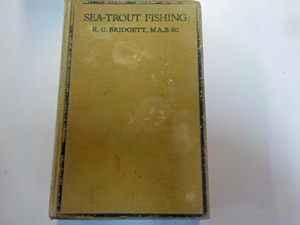 SEA-TROUT FISHING
R. C. BRIDGETT, M.A,B.SC.